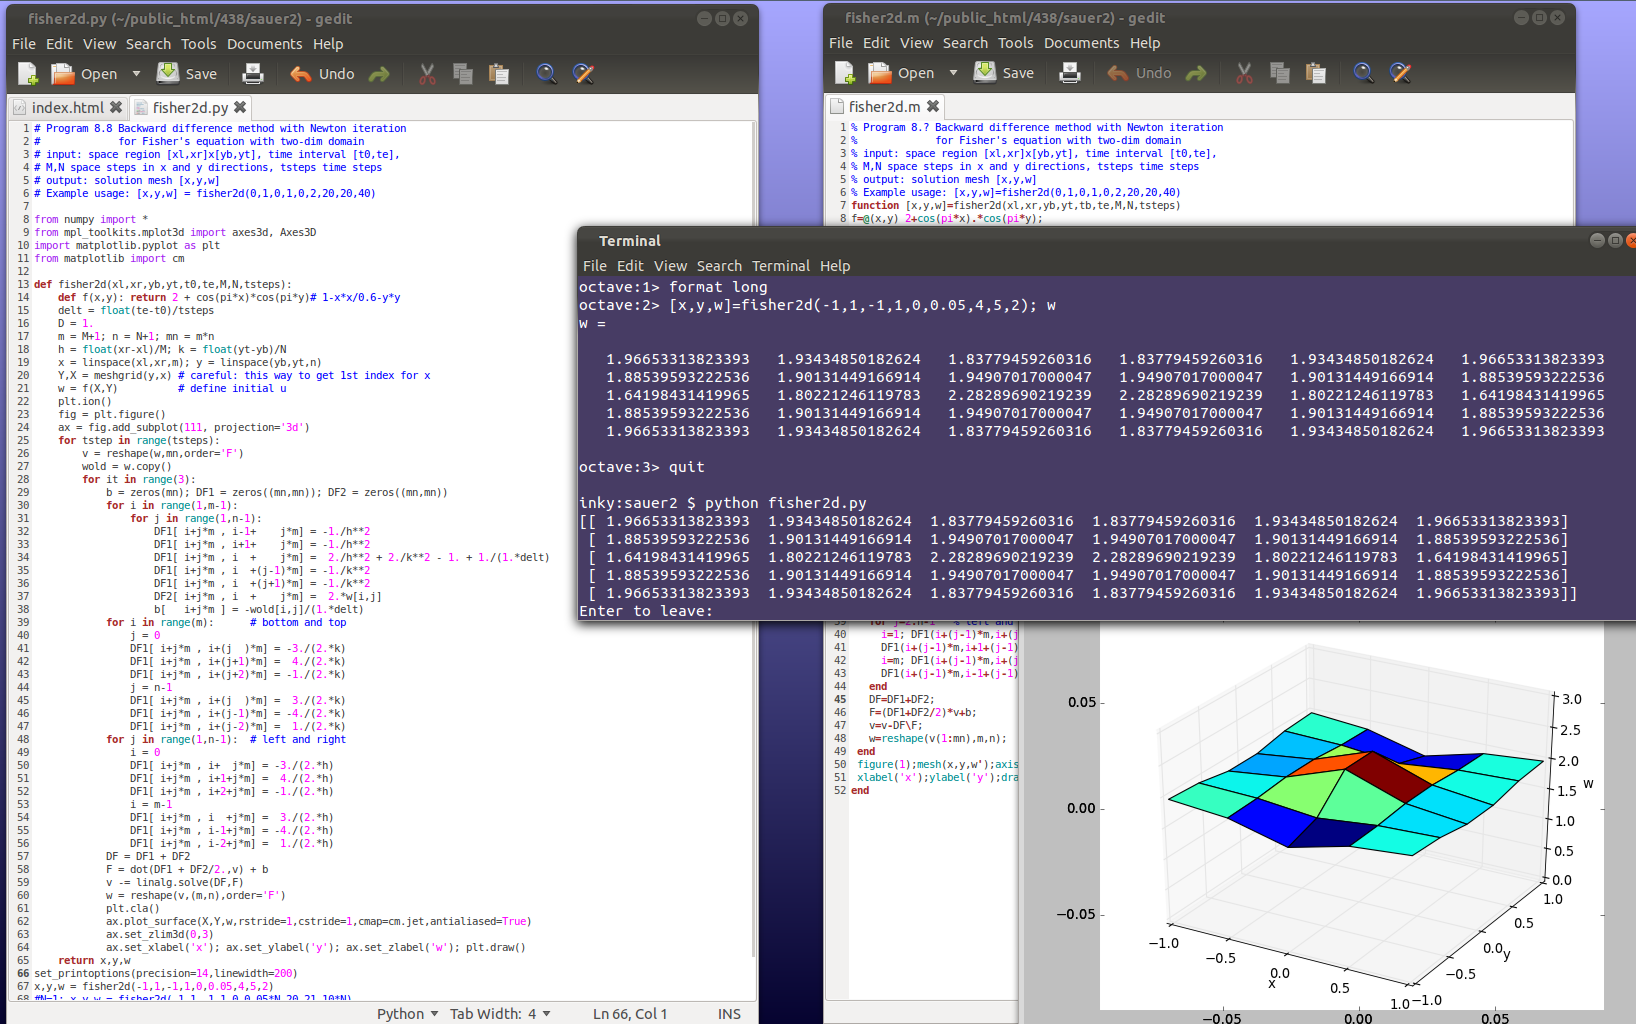 fisher2d.py (~/public_html/438/sauer2) - gedit
File Edit View Search Tools Documents Help
Open Save Undo
index.html fisher2d.py
1 # Program 8.8 Backward difference method with Newton iteration
2 #             for Fisher's equation with two-dim domain
3 # input: space region [xl,xr]x[yb,yt], time interval [t0,te],
4 # M,N space steps in x and y directions, tsteps time steps
5 # output: solution mesh [x,y,w]
6 # Example usage: [x,y,w] = fisher2d(0,1,0,1,0,2,20,20,40)
7
8 from numpy import *
9 from mpl_toolkits.mplot3d import axes3d, Axes3D
10 import matplotlib.pyplot as plt
11 from matplotlib import cm
12
13 def fisher2d(xl,xr,yb,yt,t0,te,M,N,tsteps):
14     def f(x,y): return 2 + cos(pi*x)*cos(pi*y)# 1-x*x/0.6-y*y
15     delt = float(te-t0)/tsteps
16     D = 1.
17     m = M+1; n = N+1; mn = m*n
18     h = float(xr-xl)/M; k = float(yt-yb)/N
19     x = linspace(xl,xr,m); y = linspace(yb,yt,n)
20     Y,X = meshgrid(y,x) # careful: this way to get 1st index for x
21     w = f(X,Y)          # define initial u
22     plt.ion()
23     fig = plt.figure()
24     ax = fig.add_subplot(111, projection='3d')
25     for tstep in range(tsteps):
26         v = reshape(w,mn,order='F')
27         wold = w.copy()
28         for it in range(3):
29             b = zeros(mn); DF1 = zeros((mn,mn)); DF2 = zeros((mn,mn))
30             for i in range(1,m-1):
31                 for j in range(1,n-1):
32                     DF1[ i+j*m , i-1+    j*m] = -1./h**2
33                     DF1[ i+j*m , i+1+    j*m] = -1./h**2
34                     DF1[ i+j*m , i  +    j*m] =  2./h**2 + 2./k**2 - 1. + 1./(1.*delt)
35                     DF1[ i+j*m , i  +(j-1)*m] = -1./k**2
36                     DF1[ i+j*m , i  +(j+1)*m] = -1./k**2
37                     DF2[ i+j*m , i  +    j*m] =  2.*w[i,j]
38                     b[   i+j*m ] = -wold[i,j]/(1.*delt)
39             for i in range(m):      # bottom and top
40                 j = 0
41                 DF1[ i+j*m , i+(j  )*m] = -3./(2.*k)
42                 DF1[ i+j*m , i+(j+1)*m] =  4./(2.*k)
43                 DF1[ i+j*m , i+(j+2)*m] = -1./(2.*k)
44                 j = n-1
45                 DF1[ i+j*m , i+(j  )*m] =  3./(2.*k)
46                 DF1[ i+j*m , i+(j-1)*m] = -4./(2.*k)
47                 DF1[ i+j*m , i+(j-2)*m] =  1./(2.*k)
48             for j in range(1,n-1):  # left and right
49                 i = 0
50                 DF1[ i+j*m , i+  j*m] = -3./(2.*h)
51                 DF1[ i+j*m , i+1+j*m] =  4./(2.*h)
52                 DF1[ i+j*m , i+2+j*m] = -1./(2.*h)
53                 i = m-1
54                 DF1[ i+j*m , i  +j*m] =  3./(2.*h)
55                 DF1[ i+j*m , i-1+j*m] = -4./(2.*h)
56                 DF1[ i+j*m , i-2+j*m] =  1./(2.*h)
57             DF = DF1 + DF2
58             F = dot(DF1 + DF2/2.,v) + b
59             v -= linalg.solve(DF,F)
60             w = reshape(v,(m,n),order='F')
61             plt.cla()
62             ax.plot_surface(X,Y,w,rstride=1,cstride=1,cmap=cm.jet,antialiased=True)
63             ax.set_zlim3d(0,3)
64             ax.set_xlabel('x'); ax.set_ylabel('y'); ax.set_zlabel('w'); plt.draw()
65     return x,y,w
66 set_printoptions(precision=14,linewidth=200)
67 x,y,w = fisher2d(-1,1,-1,1,0,0.05,4,5,2)
68 #N=1; x,y,w = fisher2d(-1,1,-1,1,0,0.05*N,20,21,10*N)
Python Tab Width: 4 Ln 66, Col 1 INS
fisher2d.m (~/public_html/438/sauer2) - gedit
File Edit View Search Tools Documents Help
Open Save Undo
fisher2d.m
1 % Program 8.? Backward difference method with Newton iteration
2 %             for Fisher's equation with two-dim domain
3 % input: space region [xl,xr]x[yb,yt], time interval [t0,te],
4 % M,N space steps in x and y directions, tsteps time steps
5 % output: solution mesh [x,y,w]
6 % Example usage: [x,y,w]=fisher2d(0,1,0,1,0,2,20,20,40)
7 function [x,y,w]=fisher2d(xl,xr,yb,yt,tb,te,M,N,tsteps)
8 f=@(x,y) 2+cos(pi*x).*cos(pi*y);
Terminal
File Edit View Search Terminal Help
octave:1> format long
octave:2> [x,y,w]=fisher2d(-1,1,-1,1,0,0.05,4,5,2); w
w =
1.96653313823393   1.93434850182624   1.83779459260316   1.83779459260316   1.93434850182624   1.96653313823393
1.88539593222536   1.90131449166914   1.94907017000047   1.94907017000047   1.90131449166914   1.88539593222536
1.64198431419965   1.80221246119783   2.28289690219239   2.28289690219239   1.80221246119783   1.64198431419965
1.88539593222536   1.90131449166914   1.94907017000047   1.94907017000047   1.90131449166914   1.88539593222536
1.96653313823393   1.93434850182624   1.83779459260316   1.83779459260316   1.93434850182624   1.96653313823393
octave:3> quit
inky:sauer2 $ python fisher2d.py
[[ 1.96653313823393  1.93434850182624  1.83779459260316  1.83779459260316  1.93434850182624  1.96653313823393]
[ 1.88539593222536  1.90131449166914  1.94907017000047  1.94907017000047  1.90131449166914  1.88539593222536]
[ 1.64198431419965  1.80221246119783  2.28289690219239  2.28289690219239  1.80221246119783  1.64198431419965]
[ 1.88539593222536  1.90131449166914  1.94907017000047  1.94907017000047  1.90131449166914  1.88539593222536]
[ 1.96653313823393  1.93434850182624  1.83779459260316  1.83779459260316  1.93434850182624  1.96653313823393]]
Enter to leave:
39 for j=2:n-1   % left and
40 i=1; DF1(i+(j-1)*m,i+(j
41 DF1(i+(j-1)*m,i+1+(j-1)
42 i=m; DF1(i+(j-1)*m,i+(j
43 DF1(i+(j-1)*m,i-1+(j-1)
44 end
45 DF=DF1+DF2;
46 F=(DF1+DF2/2)*v+b;
47 v=v-DF\F;
48 w=reshape(v(1:mn),m,n);
49 end
50 figure(1);mesh(x,y,w');axis
51 xlabel('x');ylabel('y');dra
52 end
0.05
0.00
−0.05
−0.05 0.00 0.05
3.0
2.5
2.0
1.5
1.0
0.5
0.0
w
−1.0 −0.5 0.0 0.5 1.0
x
−1.0 −0.5 0.0 0.5 1.0
y